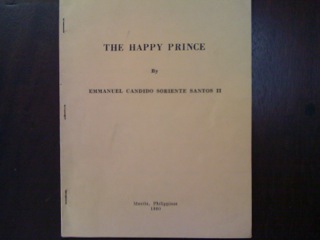 THE HAPPY PRINCE
By
EMMANUEL CANDIDO SORIENTE SANTOS II
Manila, Philippines